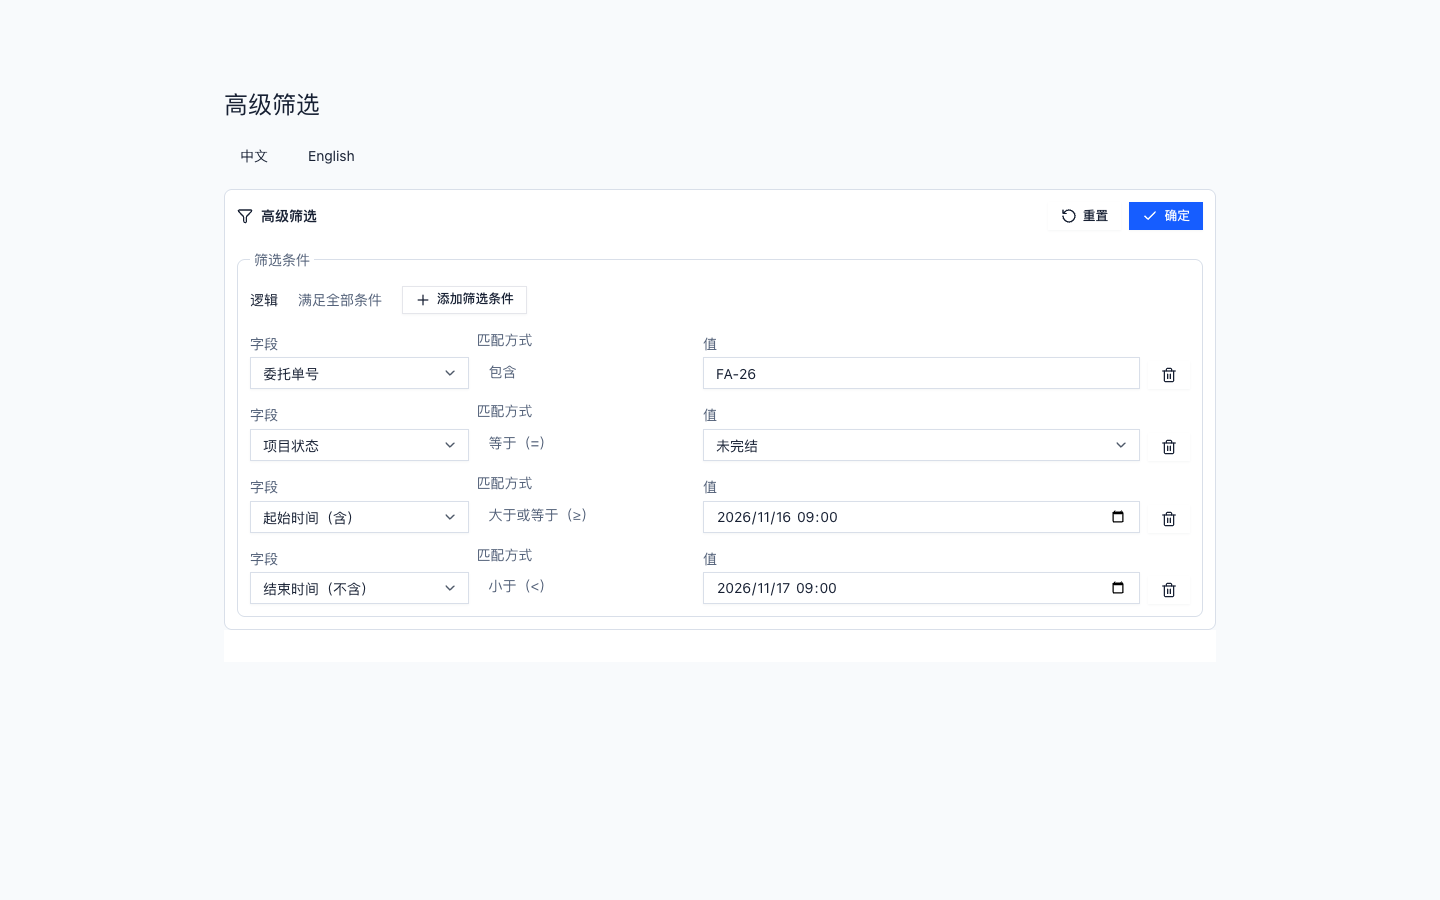 高级筛选
中文 English
高级筛选 重置 确定
筛选条件
逻辑 满足全部条件 添加筛选条件
字段 匹配方式 值
委托单号 包含 FA-26
字段 匹配方式 值
项目状态 等于（=） 未完结
字段 匹配方式 值
起始时间（含） 大于或等于（≥） 2026/11/16 09:00
字段 匹配方式 值
结束时间（不含） 小于（<） 2026/11/17 09:00